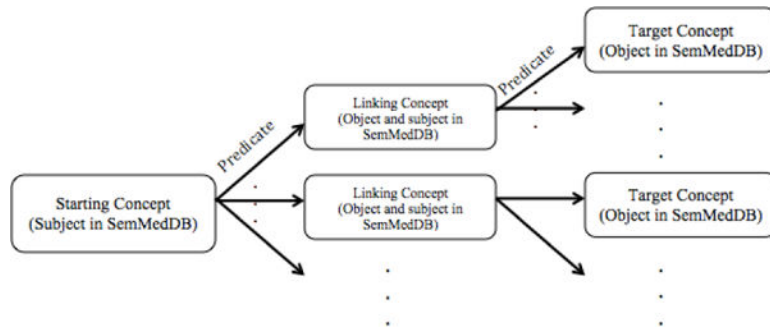 Target Concept
(Object in SemMedDB)
Predicate
Predicate
Linking Concept
(Object and subject in
SemMedDB)
Starting Concept
(Subject in SemMedDB)
Linking Concept
(Object and subject in
SemMedDB)
Target Concept
(Object in SemMedDB)